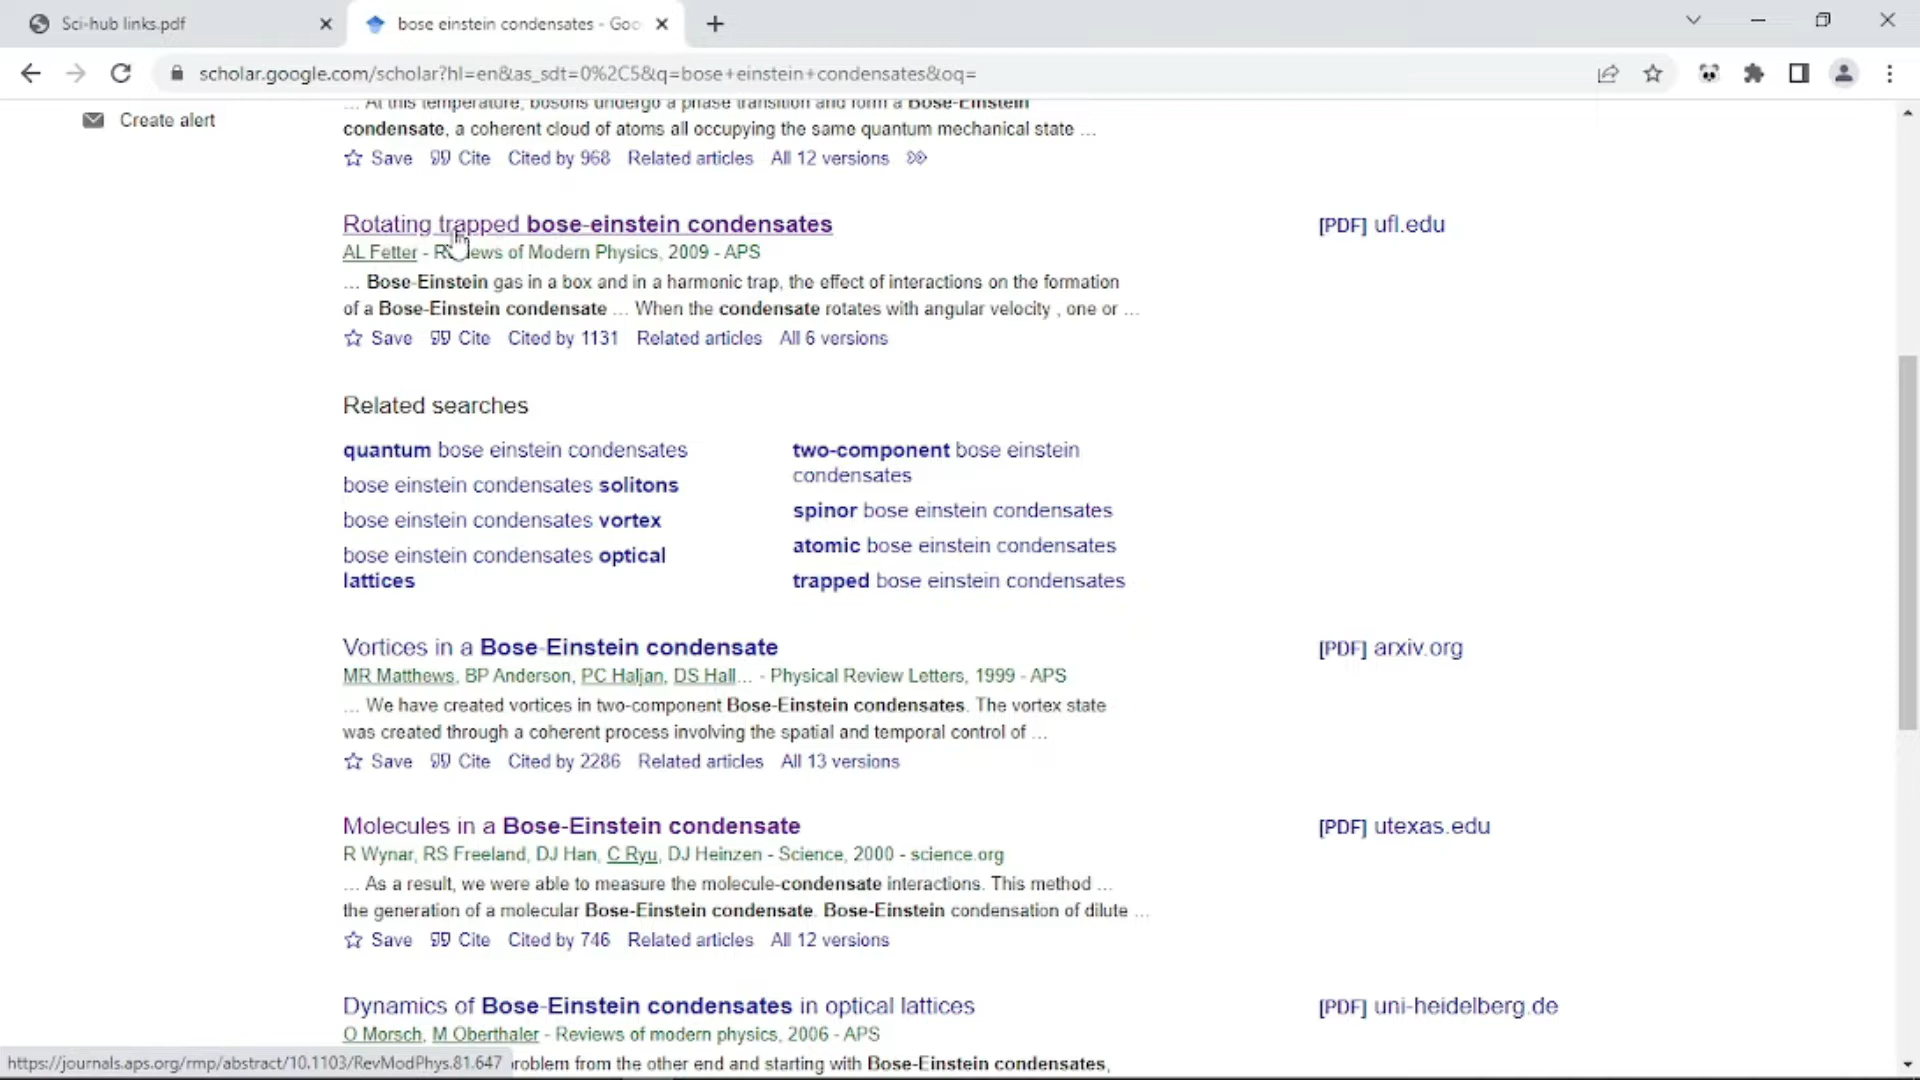 Sci-hub links.pdf
bose einstein condensates - Goo
scholar.google.com/scholar?hl=en&as_sdt=0%2C5&q=bose+einstein+condensates&oq=
Create alert
... At this temperature, bosons undergo a phase transition and form a Bose-Einstein
condensate, a coherent cloud of atoms all occupying the same quantum mechanical state ...
Save Cite Cited by 968 Related articles All 12 versions
Rotating trapped bose-einstein condensates
[PDF] ufl.edu
AL Fetter - Reviews of Modern Physics, 2009 - APS
... Bose-Einstein gas in a box and in a harmonic trap, the effect of interactions on the formation
of a Bose-Einstein condensate ... When the condensate rotates with angular velocity , one or ...
Save Cite Cited by 1131 Related articles All 6 versions
Related searches
quantum bose einstein condensates
bose einstein condensates solitons
bose einstein condensates vortex
bose einstein condensates optical
lattices
two-component bose einstein
condensates
spinor bose einstein condensates
atomic bose einstein condensates
trapped bose einstein condensates
Vortices in a Bose-Einstein condensate
[PDF] arxiv.org
MR Matthews, BP Anderson, PC Haljan, DS Hall... - Physical Review Letters, 1999 - APS
... We have created vortices in two-component Bose-Einstein condensates. The vortex state
was created through a coherent process involving the spatial and temporal control of ...
Save Cite Cited by 2286 Related articles All 13 versions
Molecules in a Bose-Einstein condensate
[PDF] utexas.edu
R Wynar, RS Freeland, DJ Han, C Ryu, DJ Heinzen - Science, 2000 - science.org
... As a result, we were able to measure the molecule-condensate interactions. This method ...
the generation of a molecular Bose-Einstein condensate. Bose-Einstein condensation of dilute ...
Save Cite Cited by 746 Related articles All 12 versions
Dynamics of Bose-Einstein condensates in optical lattices
[PDF] uni-heidelberg.de
O Morsch, M Oberthaler - Reviews of modern physics, 2006 - APS
https://journals.aps.org/rmp/abstract/10.1103/RevModPhys.81.647
roblem from the other end and starting with Bose-Einstein condensates,